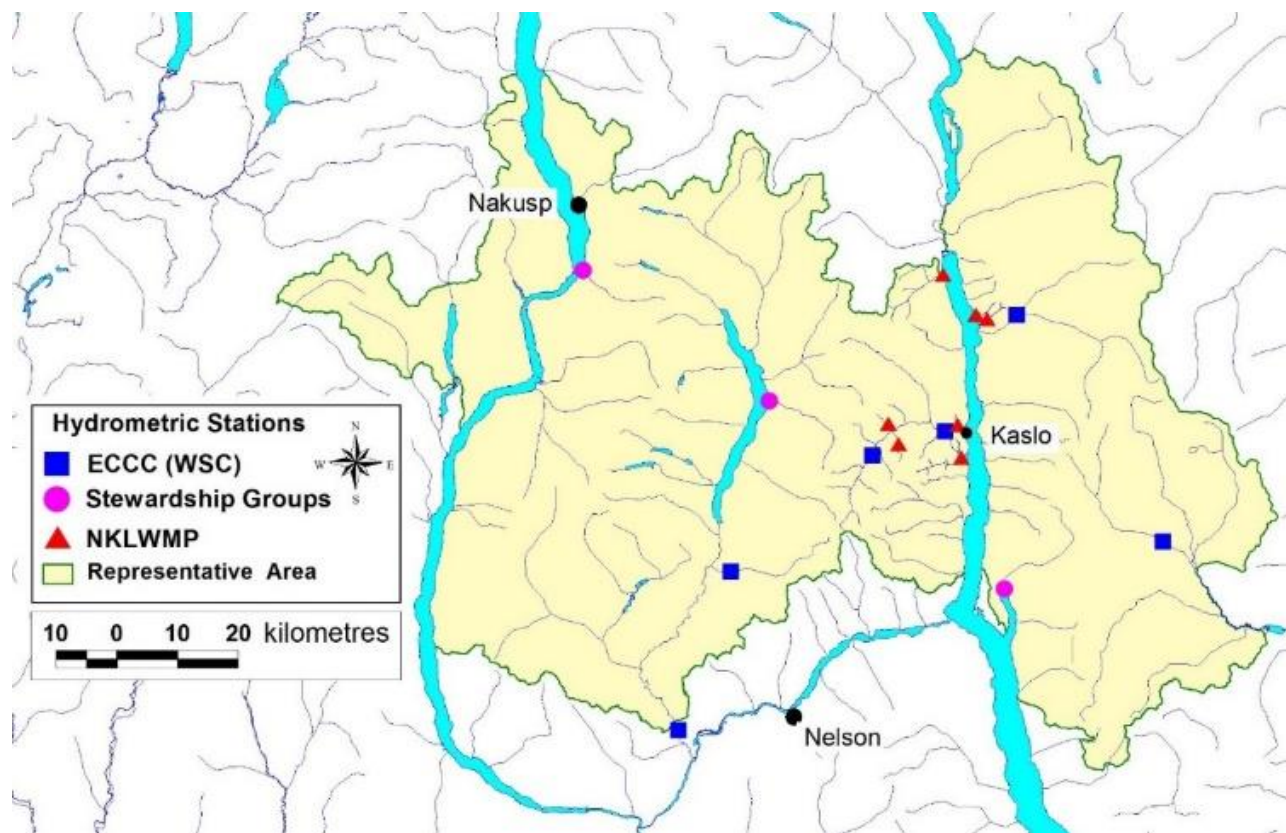 Nakusp
Kaslo
Hydrometric Stations
N
W E
S
ECCC (WSC)
Stewardship Groups
NKLWMP
Representative Area
10 0 10 20 kilometres
Nelson